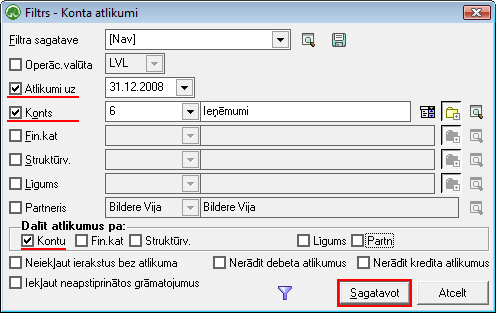 Filtrs - Konta atlikumi
Filtra sagatave [Nav]
Operāc.valūta LVL
Atlikumi uz 31.12.2008
Konts 6 Ieņēmumi
Fin.kat
Struktūrv.
Līgums
Partneris Bildere Vija Bildere Vija
Dalīt atlikumus pa:
Kontu Fin.kat Struktūrv. Līgums Partn
Neiekļaut ierakstus bez atlikuma Nerādīt debeta atlikumus Nerādīt kredīta atlikumus
Iekļaut neapstiprinātos grāmatojumus Sagatavot Atcelt